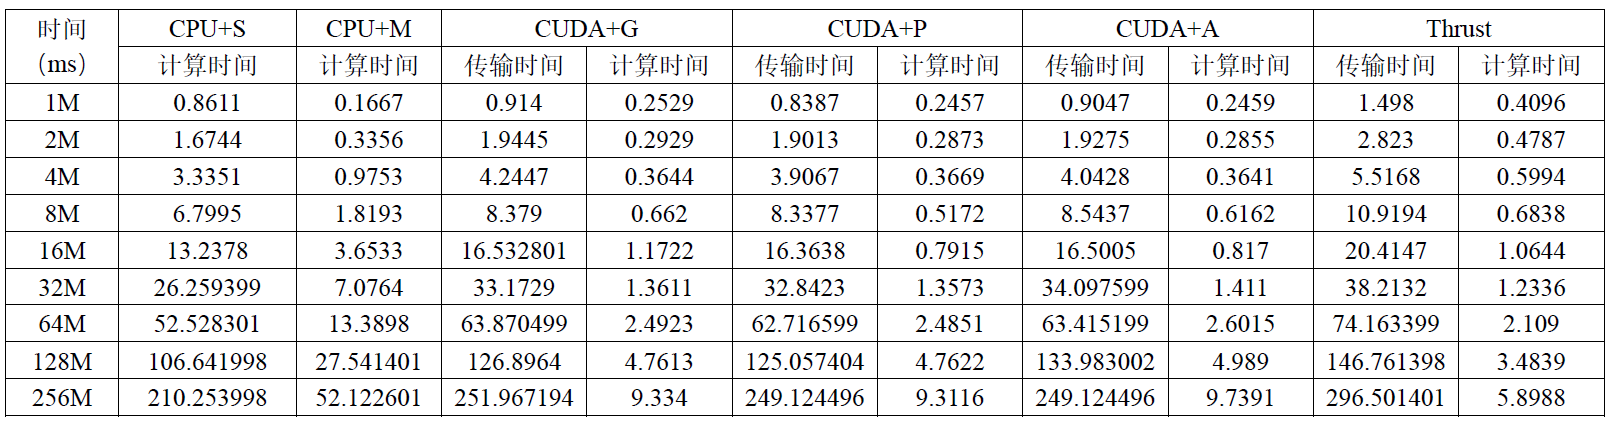 时间 CPU+S CPU+M CUDA+G CUDA+P CUDA+A Thrust
（ms） 计算时间 计算时间 传输时间 计算时间 传输时间 计算时间 传输时间 计算时间 传输时间 计算时间
1M 0.8611 0.1667 0.914 0.2529 0.8387 0.2457 0.9047 0.2459 1.498 0.4096
2M 1.6744 0.3356 1.9445 0.2929 1.9013 0.2873 1.9275 0.2855 2.823 0.4787
4M 3.3351 0.9753 4.2447 0.3644 3.9067 0.3669 4.0428 0.3641 5.5168 0.5994
8M 6.7995 1.8193 8.379 0.662 8.3377 0.5172 8.5437 0.6162 10.9194 0.6838
16M 13.2378 3.6533 16.532801 1.1722 16.3638 0.7915 16.5005 0.817 20.4147 1.0644
32M 26.259399 7.0764 33.1729 1.3611 32.8423 1.3573 34.097599 1.411 38.2132 1.2336
64M 52.528301 13.3898 63.870499 2.4923 62.716599 2.4851 63.415199 2.6015 74.163399 2.109
128M 106.641998 27.541401 126.8964 4.7613 125.057404 4.7622 133.983002 4.989 146.761398 3.4839
256M 210.253998 52.122601 251.967194 9.334 249.124496 9.3116 249.124496 9.7391 296.501401 5.8988